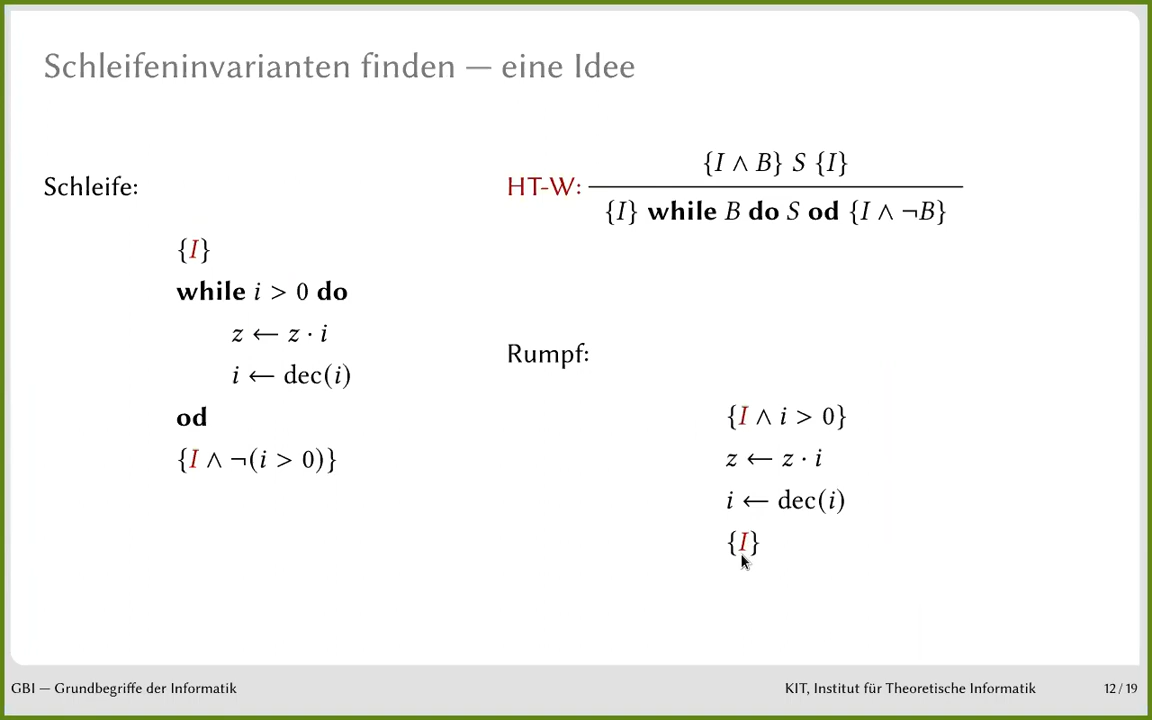 Schleifeninvarianten finden — eine Idee
Schleife:
{I}
while i > 0 do
z ← z · i
i ← dec(i)
od
{I ∧ ¬(i > 0)}
HT-W:
{I ∧ B} S {I}
{I} while B do S od {I ∧ ¬B}
Rumpf:
{I ∧ i > 0}
z ← z · i
i ← dec(i)
{I}
GBI — Grundbegriffe der Informatik
KIT, Institut für Theoretische Informatik
12 / 19